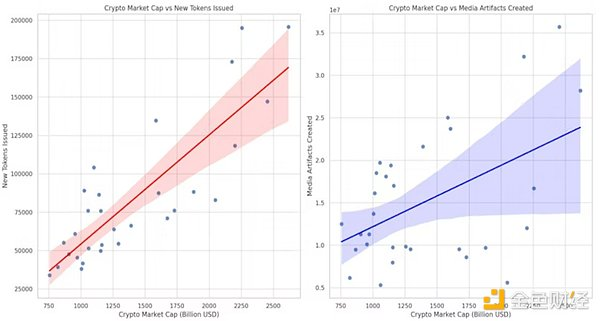 Crypto Market Cap vs New Tokens Issued
200000
175000
150000
125000
100000
75000
50000
25000
New Tokens Issued
750 1000 1250 1500 1750 2000 2250 2500
Crypto Market Cap (Billion USD)
Crypto Market Cap vs Media Artifacts Created
1e7
3.5
3.0
2.5
2.0
1.5
1.0
0.5
Media Artifacts Created
750 1000 1250 1500 1750 2000 2250 2500
Crypto Market Cap (Billion USD)
金色财经